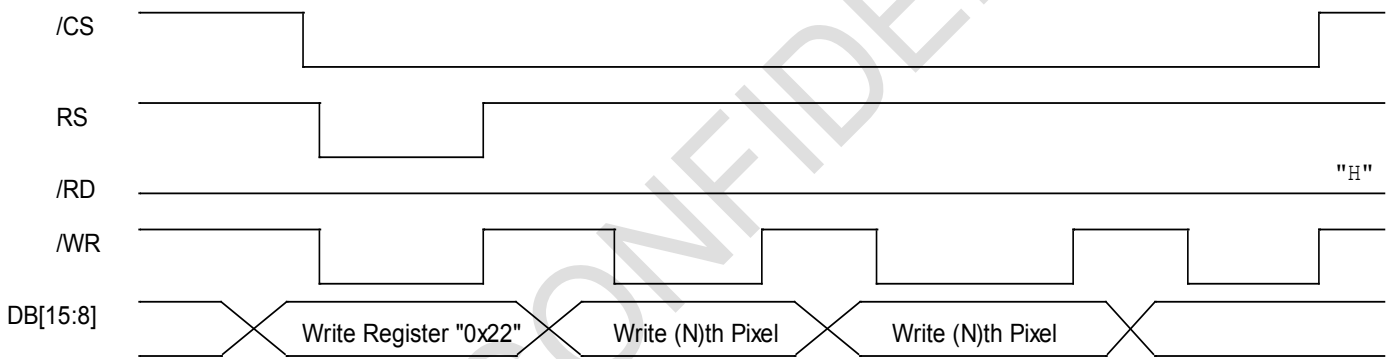 /CS
RS
/RD "H"
/WR
DB[15:8] Write Register "0x22" Write (N)th Pixel Write (N)th Pixel
CONFIDE